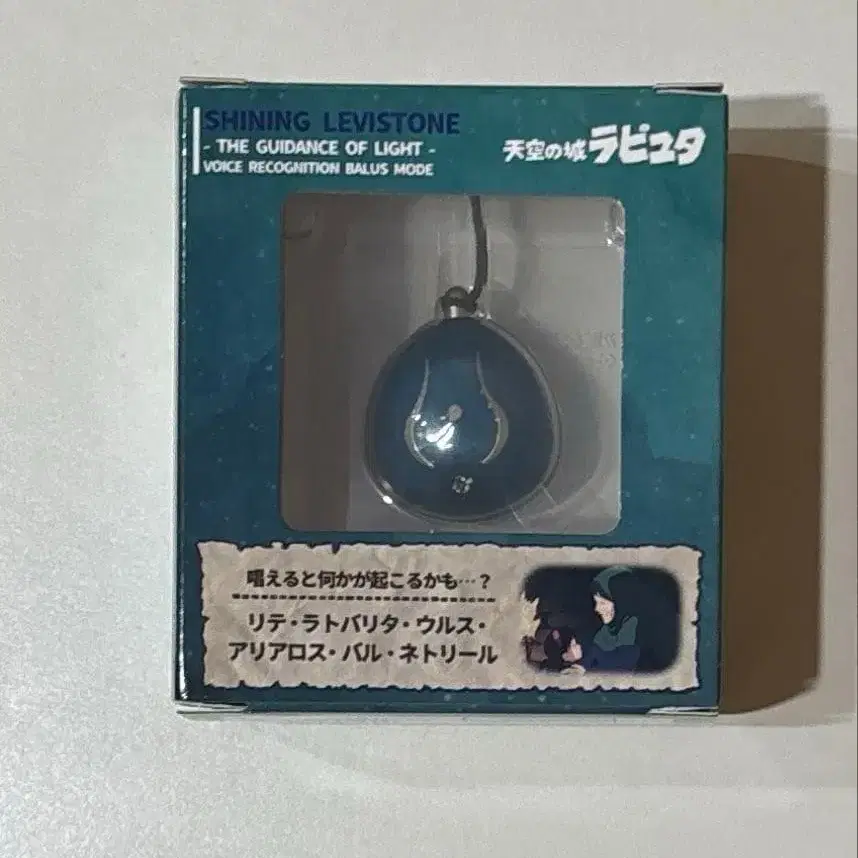 SHINING LEVISTONE
- THE GUIDANCE OF LIGHT -
VOICE RECOGNITION BALUS MODE
天空の城ラピュタ
唱えると何かが起こるかも…?
リテ・ラトバリタ・ウルス・
アリアロス・バル・ネトリール